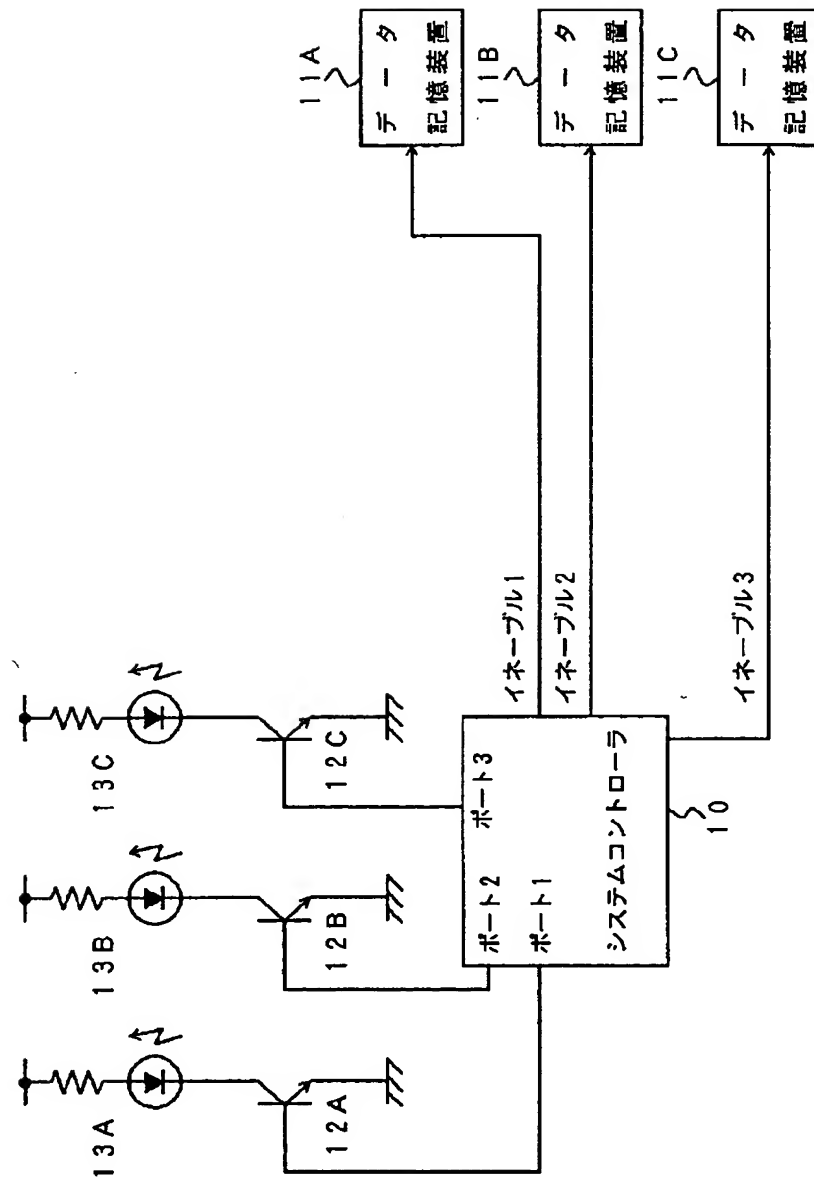 13A
13B
13C
12A
12B
12C
ポート1
ポート2
ポート3
システムコントローラ
10
イネーブル1
イネーブル2
イネーブル3
11A
データ
記憶装置
11B
データ
記憶装置
11C
データ
記憶装置